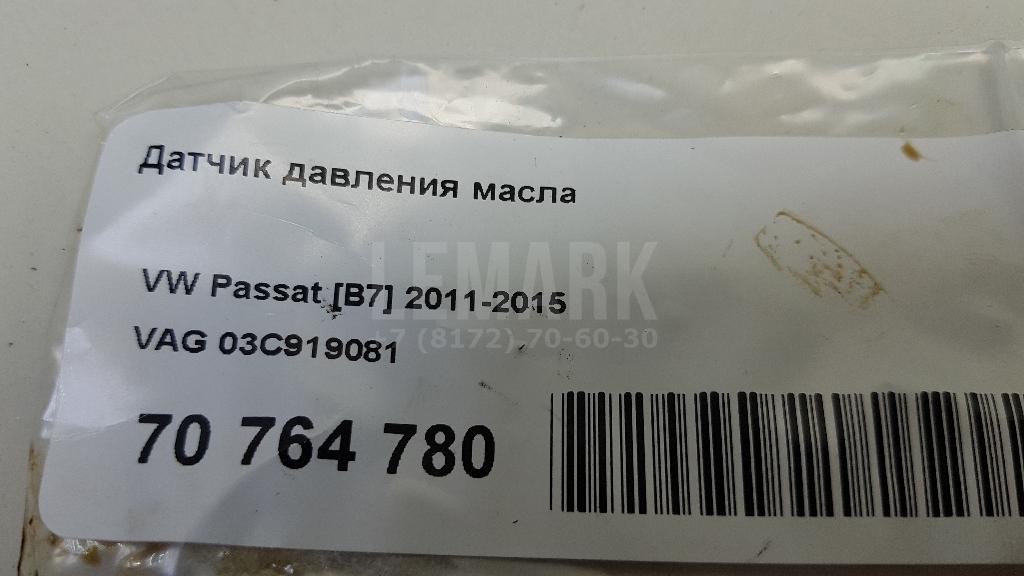 Датчик давления масла
VW Passat [B7] 2011-2015
LEMARK
+7 (8172) 70-60-30
VAG 03C919081
70 764 780